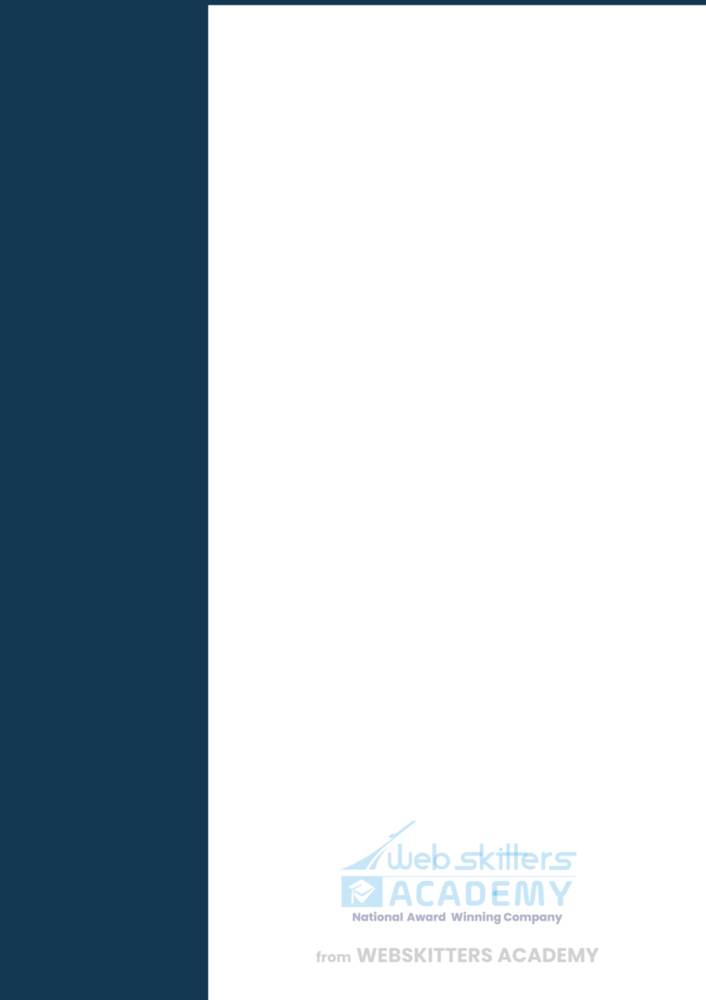 web skitters
ACADEMY
National Award Winning Company
from WEBSKITTERS ACADEMY